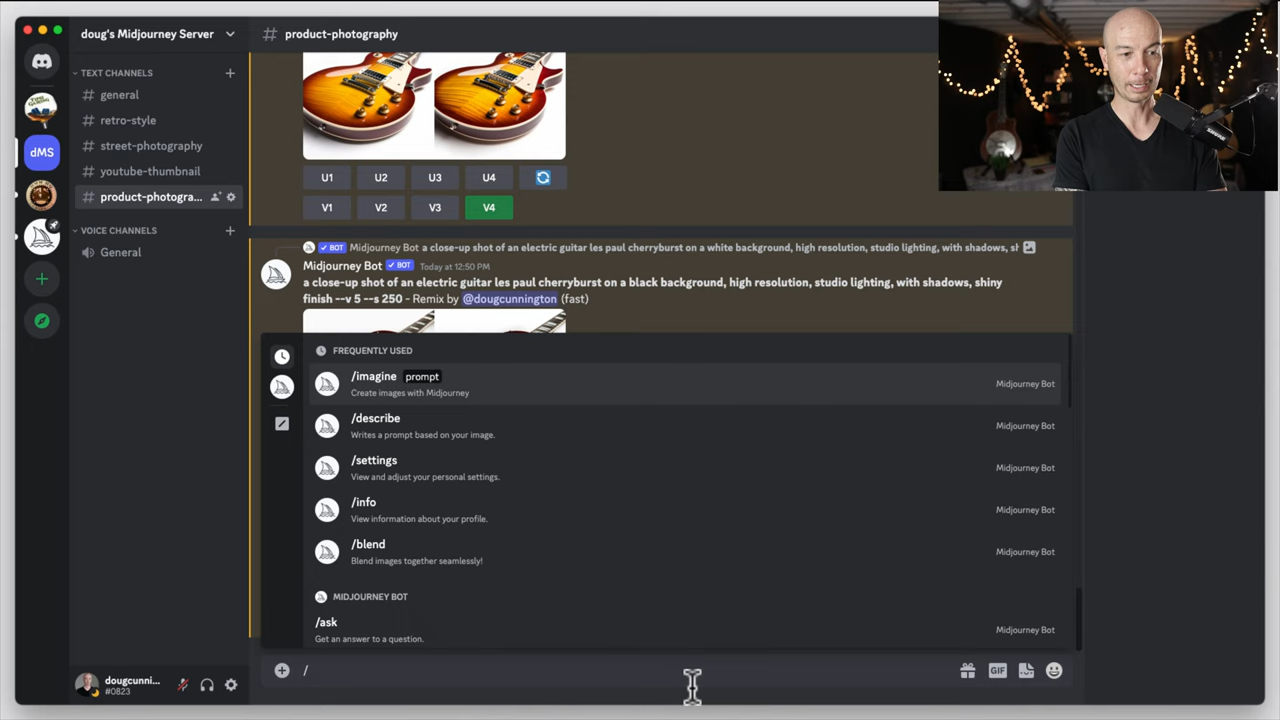 doug's Midjourney Server
# product-photography
TEXT CHANNELS
# general
# retro-style
# street-photography
# youtube-thumbnail
# product-photogra...
VOICE CHANNELS
General
dMS
U1 U2 U3 U4
V1 V2 V3 V4
BOT Midjourney Bot a close-up shot of an electric guitar les paul cherryburst on a white background, high resolution, studio lighting, with shadows, sh
Midjourney Bot BOT Today at 12:50 PM
a close-up shot of an electric guitar les paul cherryburst on a black background, high resolution, studio lighting, with shadows, shiny
finish --v 5 --s 250 - Remix by @dougcunnington (fast)
FREQUENTLY USED
/imagine prompt
Create images with Midjourney
Midjourney Bot
/describe
Writes a prompt based on your image.
Midjourney Bot
/settings
View and adjust your personal settings.
Midjourney Bot
/info
View information about your profile.
Midjourney Bot
/blend
Blend images together seamlessly!
Midjourney Bot
MIDJOURNEY BOT
/ask
Get an answer to a question.
Midjourney Bot
/
GIF
dougcunni...
#0823
SHURE